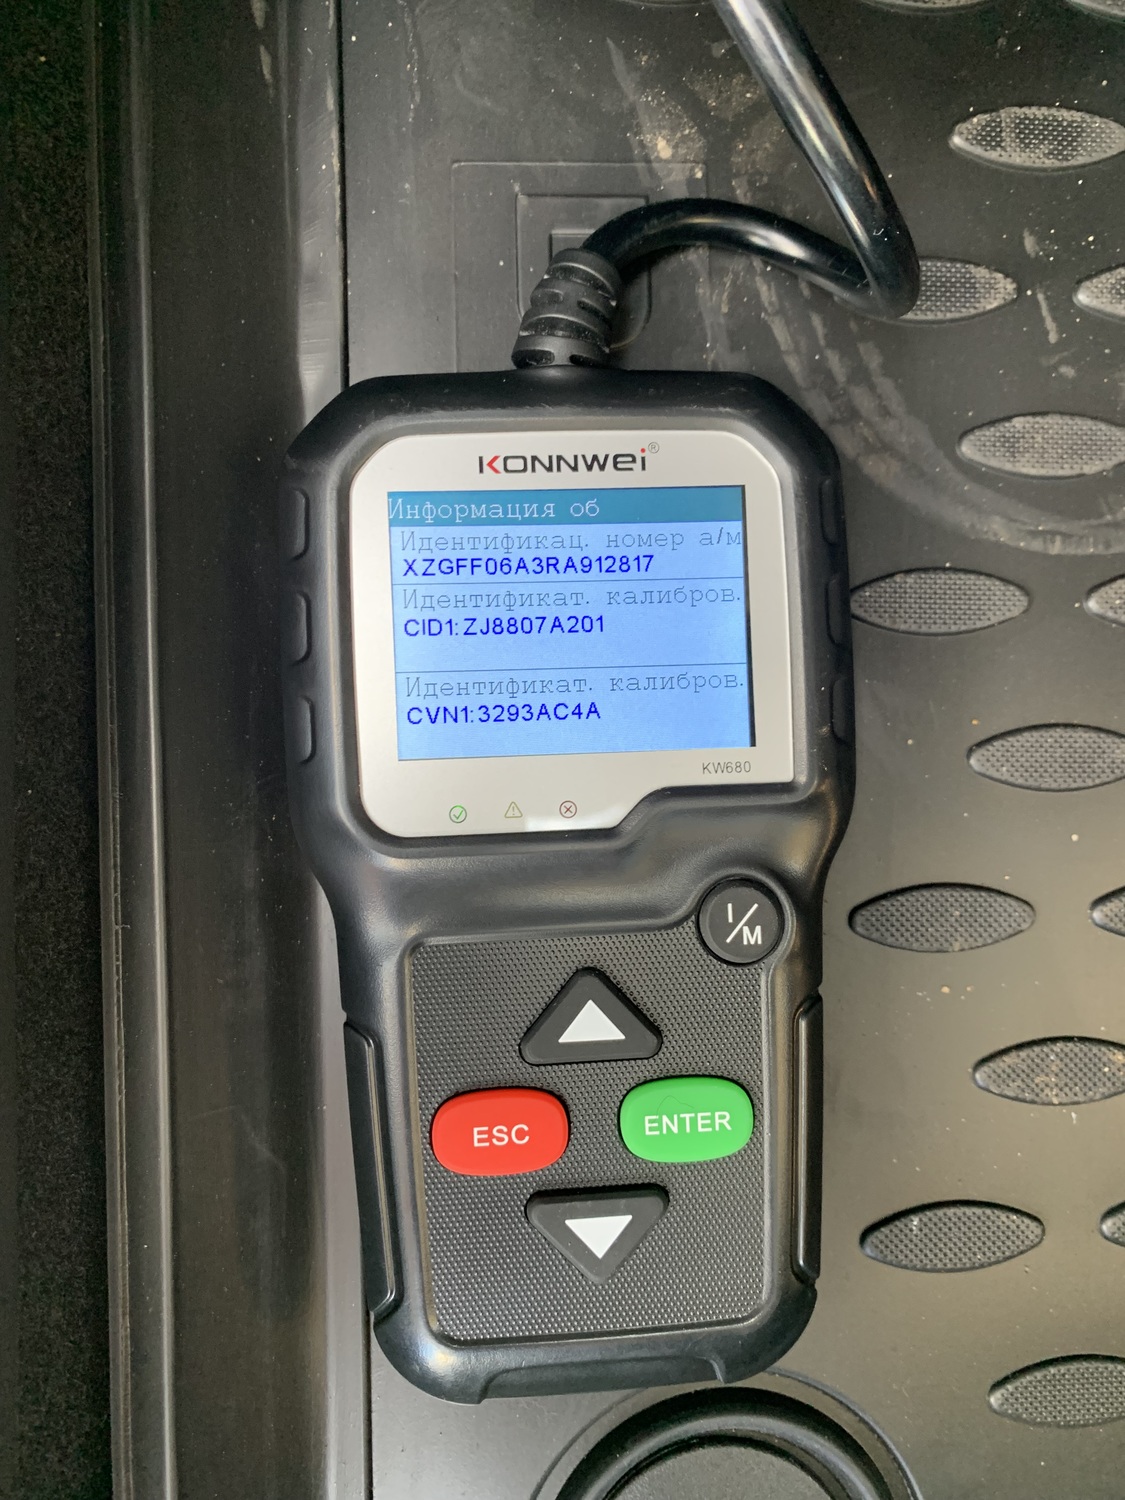 KONNWEI®
Информация об
Идентификац. номер а/м
XZGFF06A3RA912817
Идентификат. калибров.
CID1:ZJ8807A201
Идентификат. калибров.
CVN1:3293AC4A
KW680
I/M
ESC
ENTER